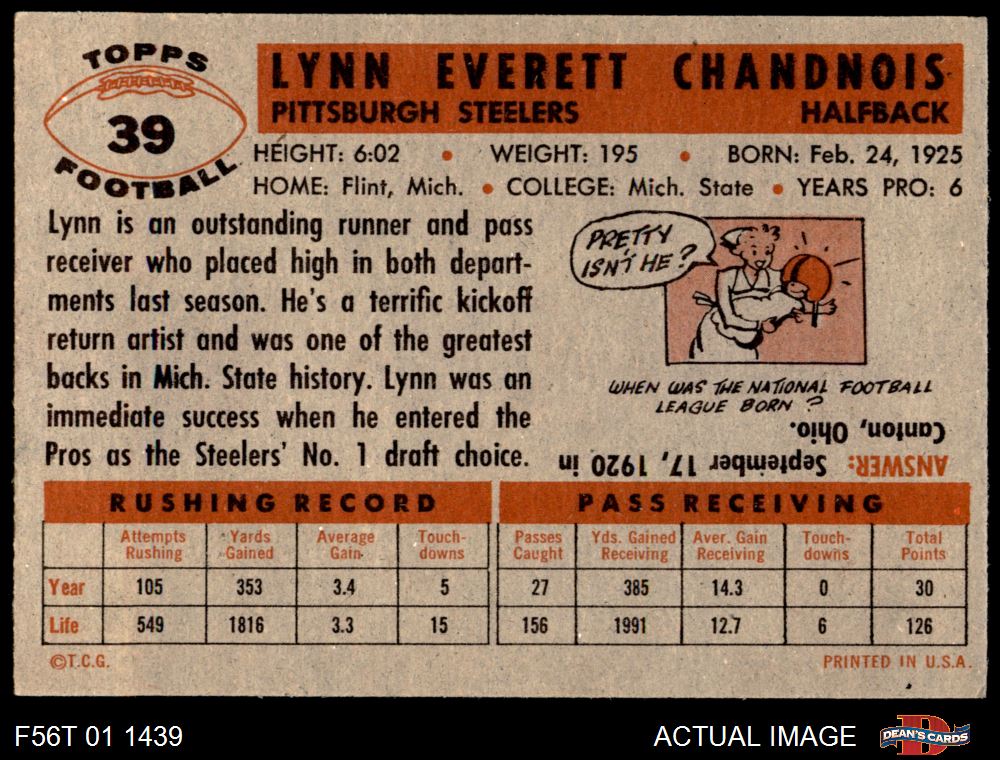 TOPPS
39
FOOTBALL
LYNN EVERETT CHANDNOIS
PITTSBURGH STEELERS HALFBACK
HEIGHT: 6:02 • WEIGHT: 195 • BORN: Feb. 24, 1925
HOME: Flint, Mich. • COLLEGE: Mich. State • YEARS PRO: 6
Lynn is an outstanding runner and pass
receiver who placed high in both depart-
ments last season. He's a terrific kickoff
return artist and was one of the greatest
backs in Mich. State history. Lynn was an
immediate success when he entered the
Pros as the Steelers' No. 1 draft choice.
PRETTY
ISN'T HE?
WHEN WAS THE NATIONAL FOOTBALL
LEAGUE BORN?
ANSWER: September 17, 1920 in
Canton, Ohio.
RUSHING RECORD PASS RECEIVING
Attempts Rushing Yards Gained Average Gain Touch-downs Passes Caught Yds. Gained Receiving Aver. Gain Receiving Touch-downs Total Points
Year 105 353 3.4 5 27 385 14.3 0 30
Life 549 1816 3.3 15 156 1991 12.7 6 126
©T.C.G. PRINTED IN U.S.A.
F56T 01 1439 ACTUAL IMAGE D DEAN'S CARDS